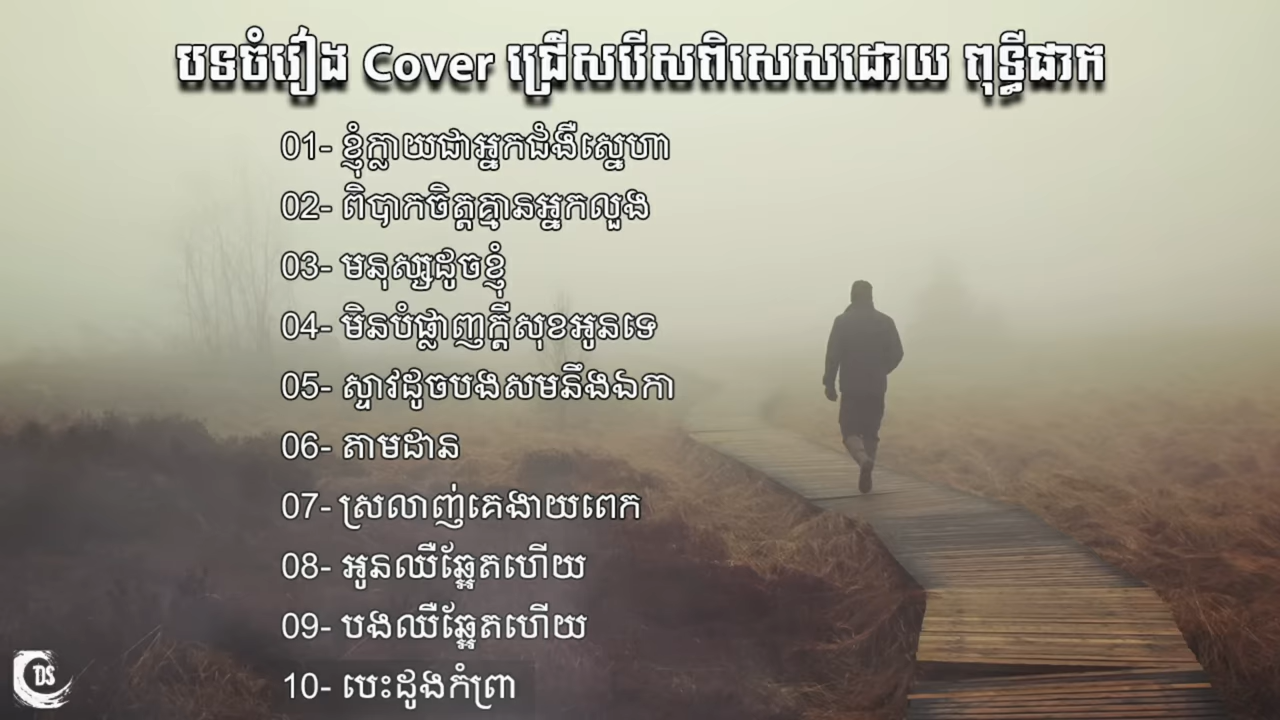 បទចំរៀង Cover ជ្រើសរើសពិសេសដោយ ពុទ្ធីផាក
01- ខ្ញុំក្លាយជាអ្នកជំងឺស្នេហា
02- ពិបាកចិត្តគ្មានអ្នកលួង
03- មនុស្សដូចខ្ញុំ
04- មិនបំផ្លាញក្តីសុខអូនទេ
05- ស្វាវដូចបងសមនឹងឯកា
06- តាមដាន
07- ស្រលាញ់គេងាយពេក
08- អូនឈឺឆ្អែតហើយ
09- បងឈឺឆ្អែតហើយ
10- បេះដូងកំព្រា
DS